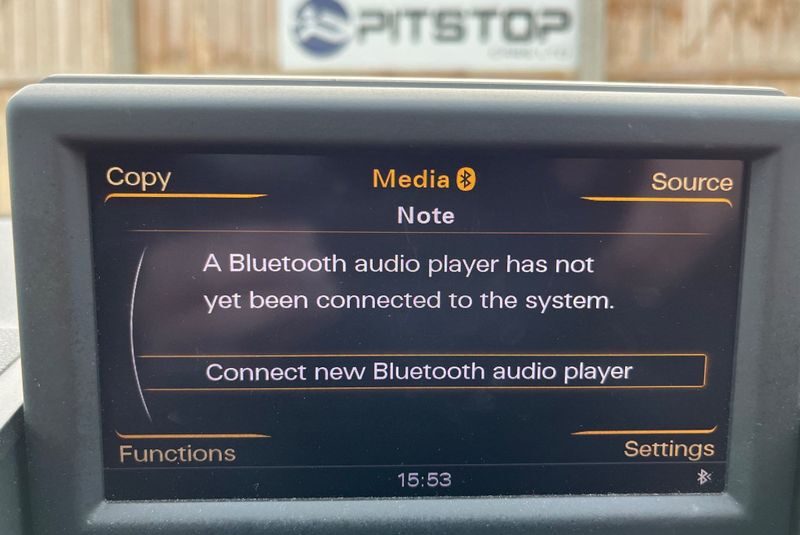 PITSTOP
Copy
Media
Source
Note
A Bluetooth audio player has not
yet been connected to the system.
Connect new Bluetooth audio player
Functions
Settings
15:53